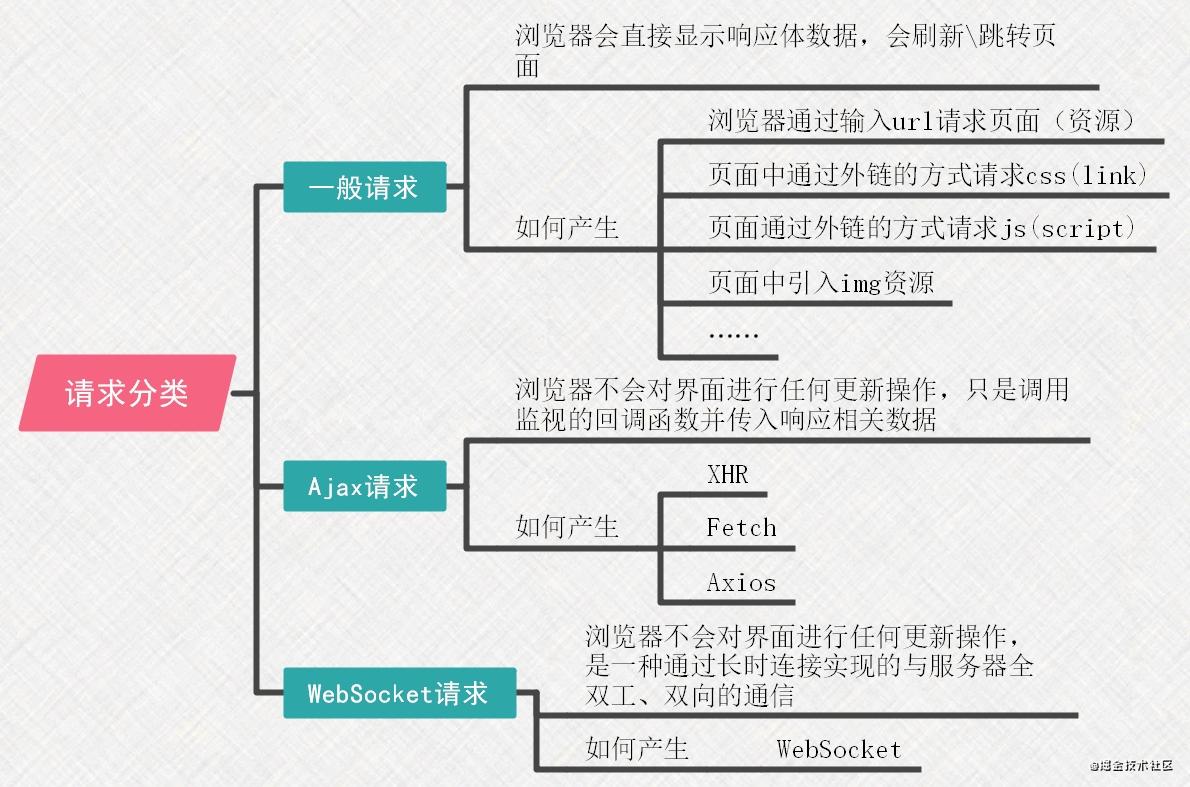 浏览器会直接显示响应体数据，会刷新\跳转页
面
浏览器通过输入url请求页面（资源）
一般请求
页面中通过外链的方式请求css(link)
如何产生
页面通过外链的方式请求js(script)
页面中引入img资源
……
请求分类
浏览器不会对界面进行任何更新操作，只是调用
监视的回调函数并传入响应相关数据
XHR
Ajax请求
如何产生
Fetch
Axios
浏览器不会对界面进行任何更新操作，
是一种通过长时连接实现的与服务器全
双工、双向的通信
WebSocket请求
如何产生
WebSocket
@掘金技术社区